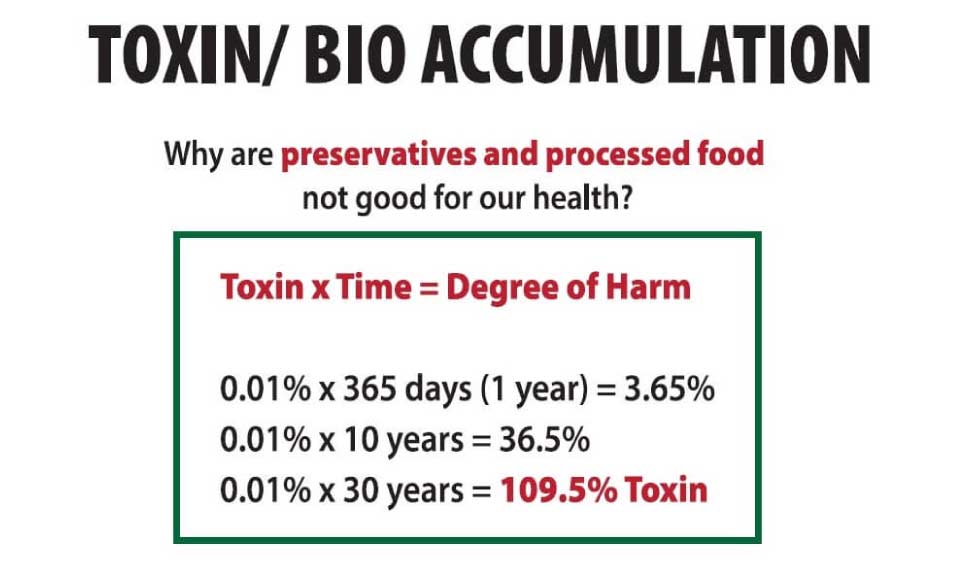 TOXIN/ BIO ACCUMULATION
Why are preservatives and processed food
not good for our health?
Toxin x Time = Degree of Harm
0.01% x 365 days (1 year) = 3.65%
0.01% x 10 years = 36.5%
0.01% x 30 years = 109.5% Toxin